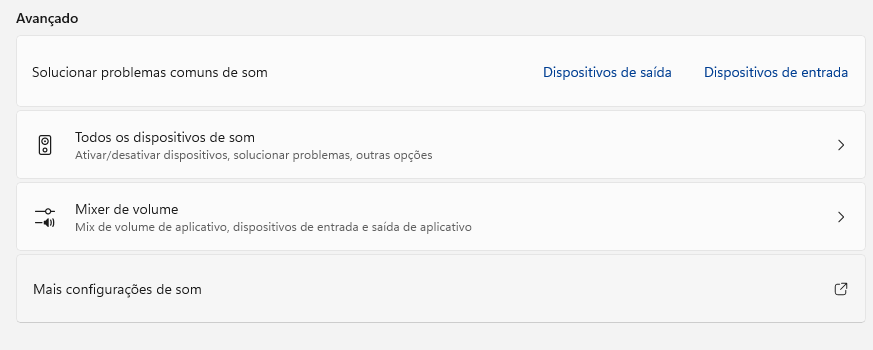 Avançado
Solucionar problemas comuns de som
Dispositivos de saída
Dispositivos de entrada
Todos os dispositivos de som
Ativar/desativar dispositivos, solucionar problemas, outras opções
Mixer de volume
Mix de volume de aplicativo, dispositivos de entrada e saída de aplicativo
Mais configurações de som